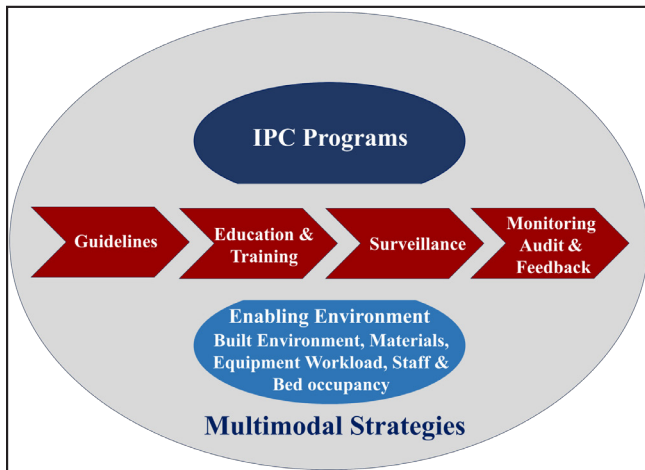 IPC Programs
Guidelines
Education &
Training
Surveillance
Monitoring
Audit &
Feedback
Enabling Environment
Built Environment, Materials,
Equipment Workload, Staff &
Bed occupancy
Multimodal Strategies